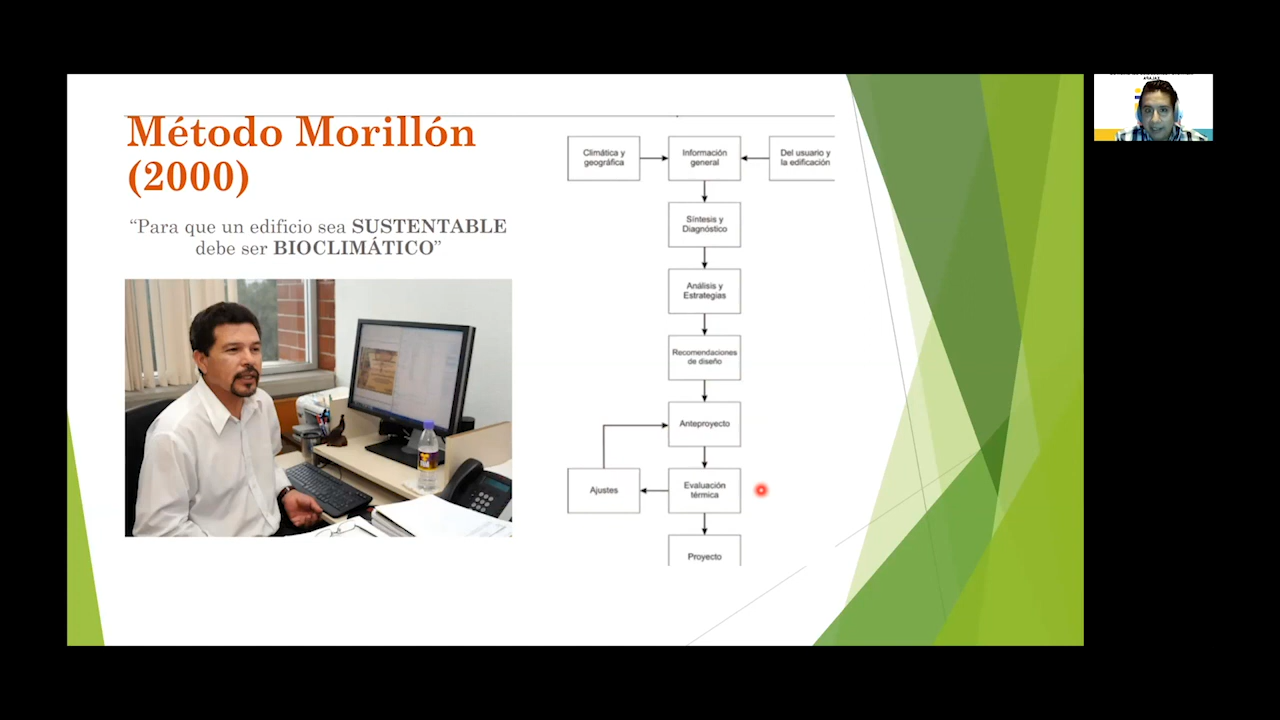 Método Morillón
(2000)
“Para que un edificio sea SUSTENTABLE
debe ser BIOCLIMÁTICO”
Climática y
geográfica
Información
general
Del usuario y
la edificación
Síntesis y
Diagnóstico
Análisis y
Estrategias
Recomendaciones
de diseño
Anteproyecto
Ajustes
Evaluación
térmica
Proyecto